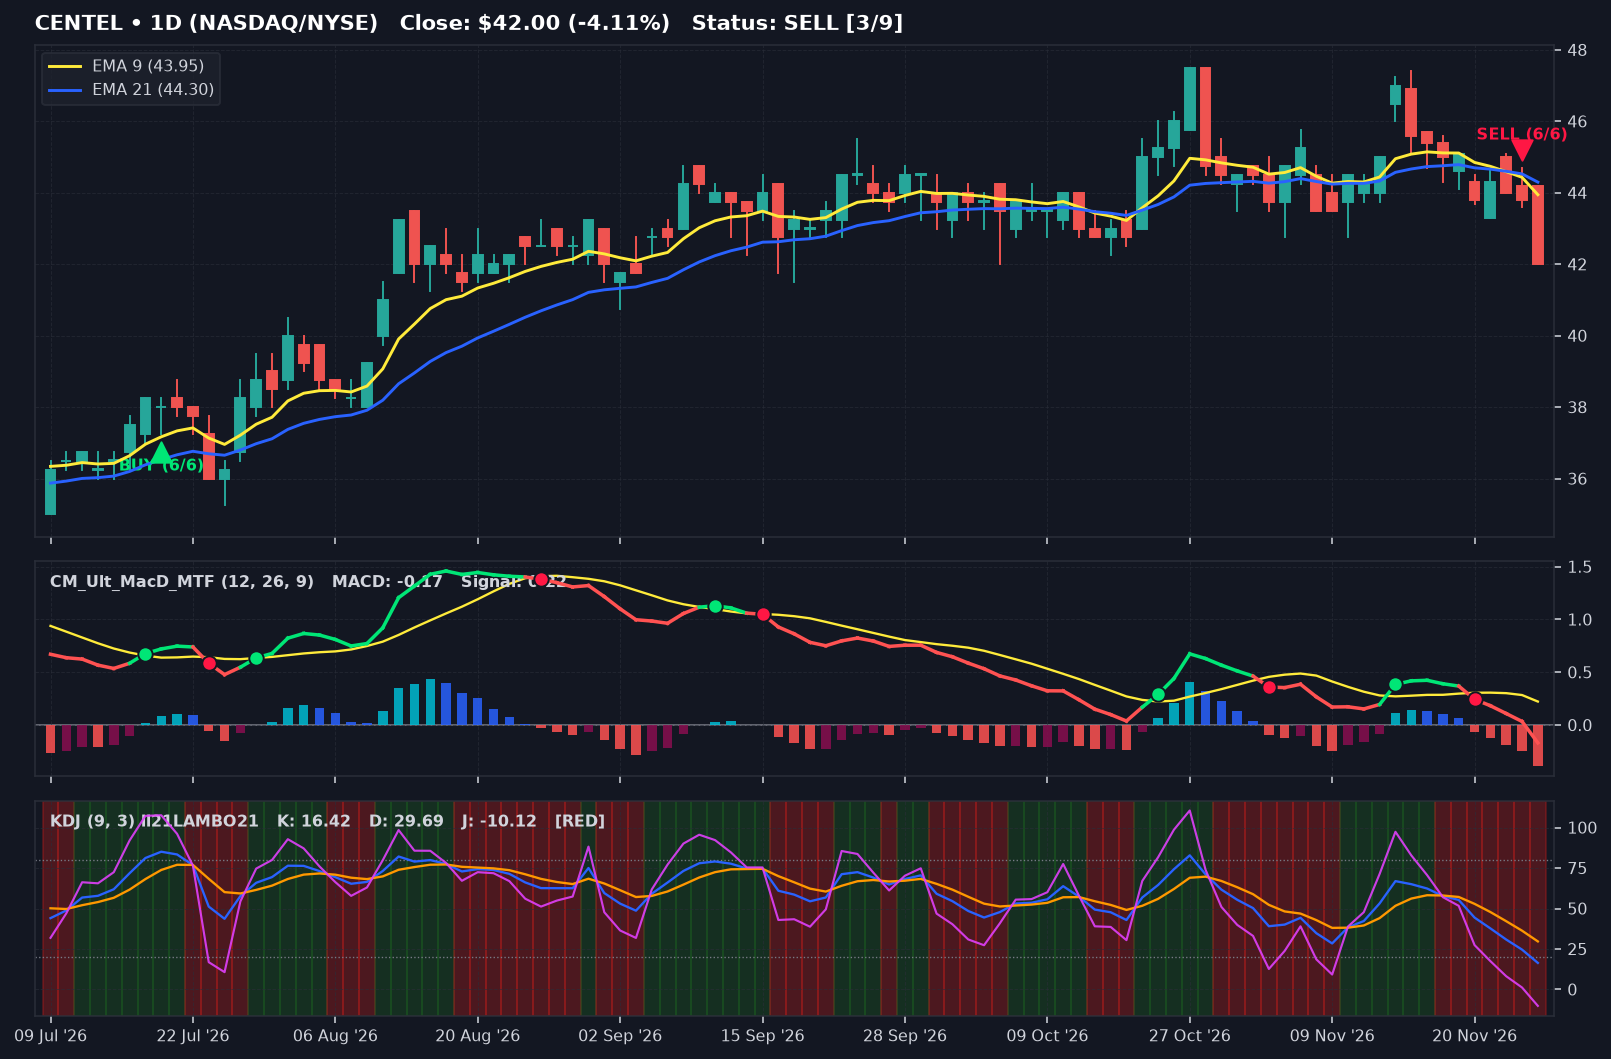 CENTEL • 1D (NASDAQ/NYSE)   Close: $42.00 (-4.11%)   Status: SELL [3/9]
EMA 9 (43.95)
EMA 21 (44.30)
48
46
44
42
40
38
36
SELL (6/6)
BUY (6/6)
CM_Ult_MacD_MTF (12, 26, 9)   MACD: -0.17   Signal: 0.22
1.5
1.0
0.5
0.0
KDJ (9, 3) ii21LAMBO21   K: 16.42   D: 29.69   J: -10.12   [RED]
100
75
50
25
0
09 Jul '26
22 Jul '26
06 Aug '26
20 Aug '26
02 Sep '26
15 Sep '26
28 Sep '26
09 Oct '26
27 Oct '26
09 Nov '26
20 Nov '26